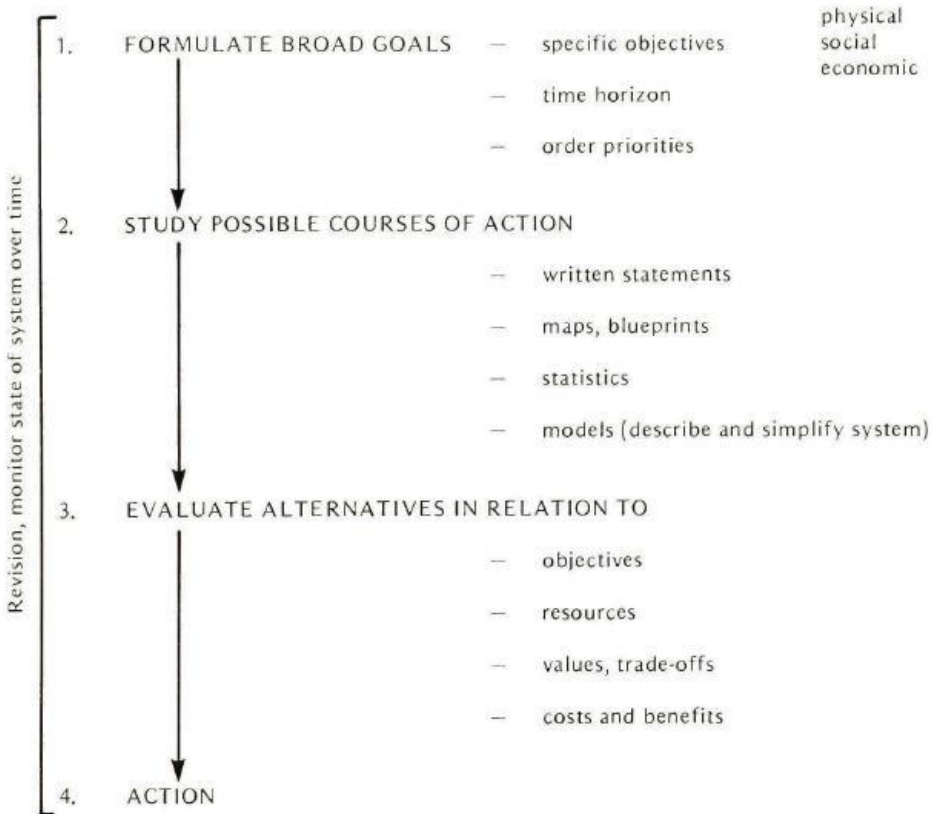 physical
social
economic
1. FORMULATE BROAD GOALS — specific objectives
— time horizon
— order priorities
2. STUDY POSSIBLE COURSES OF ACTION
— written statements
— maps, blueprints
— statistics
— models (describe and simplify system)
3. EVALUATE ALTERNATIVES IN RELATION TO
— objectives
— resources
— values, trade-offs
— costs and benefits
4. ACTION
Revision, monitor state of system over time